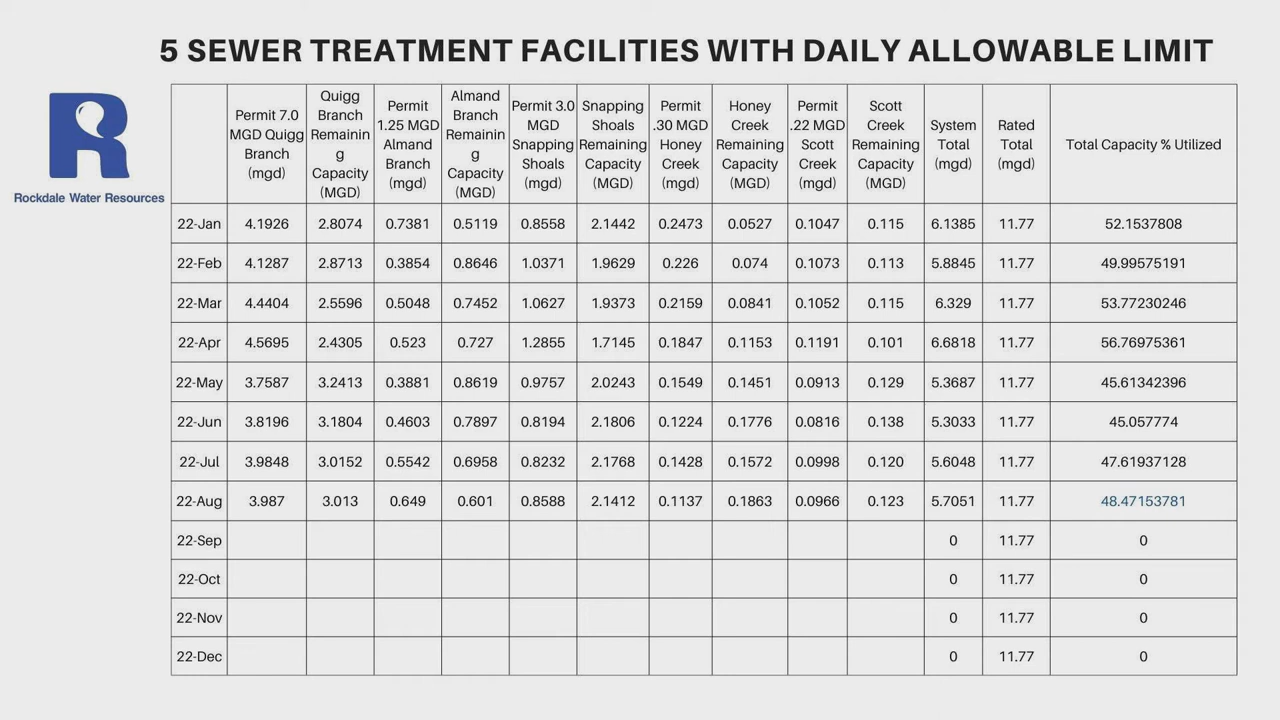 5 SEWER TREATMENT FACILITIES WITH DAILY ALLOWABLE LIMIT
Rockdale Water Resources
Permit 7.0 MGD Quigg Branch (mgd) Quigg Branch Remainin g Capacity (MGD) Permit 1.25 MGD Almand Branch (mgd) Almand Branch Remainin g Capacity (MGD) Permit 3.0 MGD Snapping Shoals (mgd) Snapping Shoals Remaining Capacity (MGD) Permit .30 MGD Honey Creek (mgd) Honey Creek Remaining Capacity (MGD) Permit .22 MGD Scott Creek (mgd) Scott Creek Remaining Capacity (MGD) System Total (mgd) Rated Total (mgd) Total Capacity % Utilized
22-Jan 4.1926 2.8074 0.7381 0.5119 0.8558 2.1442 0.2473 0.0527 0.1047 0.115 6.1385 11.77 52.1537808
22-Feb 4.1287 2.8713 0.3854 0.8646 1.0371 1.9629 0.226 0.074 0.1073 0.113 5.8845 11.77 49.99575191
22-Mar 4.4404 2.5596 0.5048 0.7452 1.0627 1.9373 0.2159 0.0841 0.1052 0.115 6.329 11.77 53.77230246
22-Apr 4.5695 2.4305 0.523 0.727 1.2855 1.7145 0.1847 0.1153 0.1191 0.101 6.6818 11.77 56.76975361
22-May 3.7587 3.2413 0.3881 0.8619 0.9757 2.0243 0.1549 0.1451 0.0913 0.129 5.3687 11.77 45.61342396
22-Jun 3.8196 3.1804 0.4603 0.7897 0.8194 2.1806 0.1224 0.1776 0.0816 0.138 5.3033 11.77 45.057774
22-Jul 3.9848 3.0152 0.5542 0.6958 0.8232 2.1768 0.1428 0.1572 0.0998 0.120 5.6048 11.77 47.61937128
22-Aug 3.987 3.013 0.649 0.601 0.8588 2.1412 0.1137 0.1863 0.0966 0.123 5.7051 11.77 48.47153781
22-Sep 0 11.77 0
22-Oct 0 11.77 0
22-Nov 0 11.77 0
22-Dec 0 11.77 0